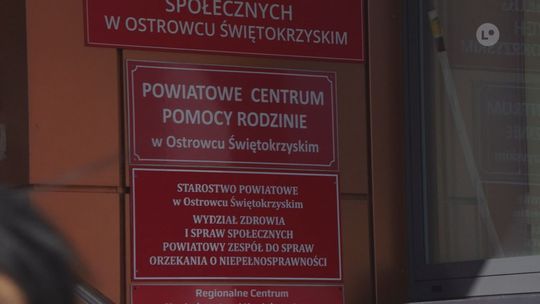 SPOŁECZNYCH
W OSTROWCU ŚWIĘTOKRZYSKIM
POWIATOWE CENTRUM
POMOCY RODZINIE
w Ostrowcu Świętokrzyskim
STAROSTWO POWIATOWE
w Ostrowcu Świętokrzyskim
WYDZIAŁ ZDROWIA
I SPRAW SPOŁECZNYCH
POWIATOWY ZESPÓŁ DO SPRAW
ORZEKANIA O NIEPEŁNOSPRAWNOŚCI
Regionalne Centrum